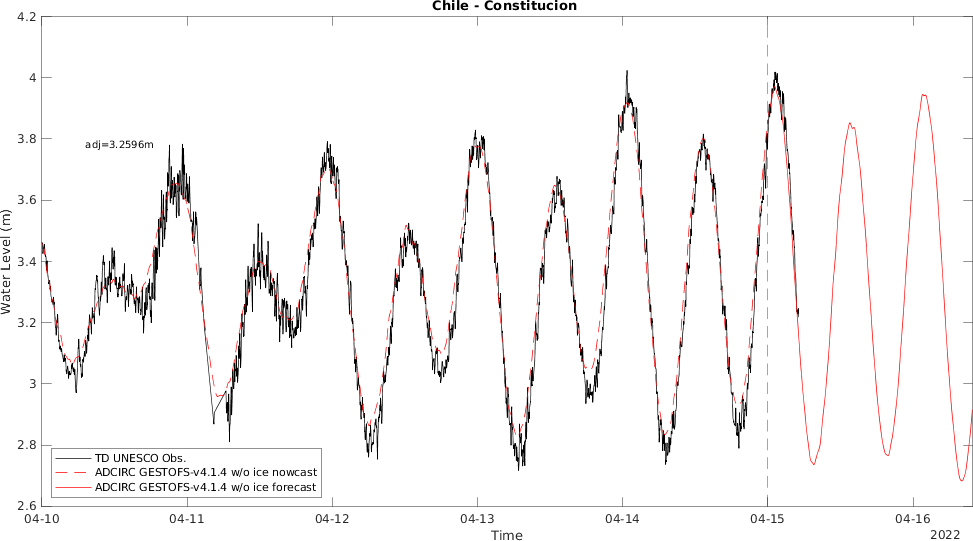 Chile - Constitucion
4.2
4
3.8
3.6
3.4
3.2
3
2.8
2.6
Water Level (m)
adj=3.2596m
TD UNESCO Obs.
ADCIRC GESTOFS-v4.1.4 w/o ice nowcast
ADCIRC GESTOFS-v4.1.4 w/o ice forecast
04-10 04-11 04-12 04-13 04-14 04-15 04-16
Time
2022